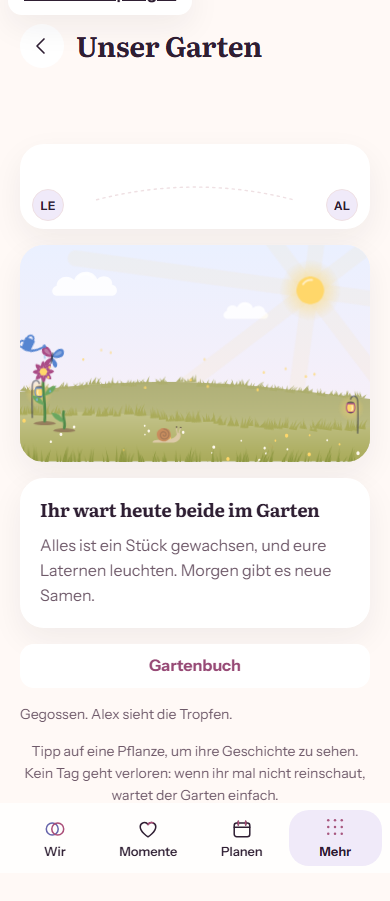 Unser Garten
LE
AL
Ihr wart heute beide im Garten
Alles ist ein Stück gewachsen, und eure
Laternen leuchten. Morgen gibt es neue
Samen.
Gartenbuch
Gegossen. Alex sieht die Tropfen.
Tipp auf eine Pflanze, um ihre Geschichte zu sehen.
Kein Tag geht verloren: wenn ihr mal nicht reinschaut,
wartet der Garten einfach.
Wir
Momente
Planen
Mehr